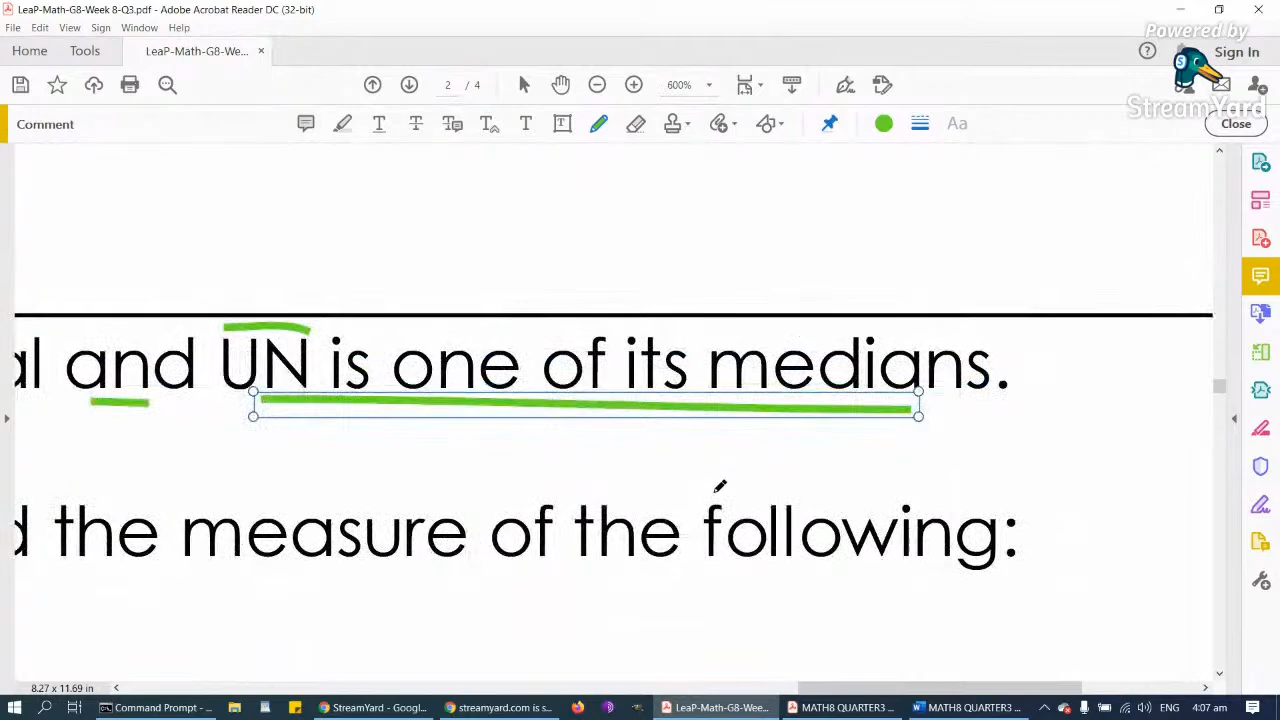 LeaP-Math-G8-Week 8-Q3.pdf - Adobe Acrobat Reader DC (32-bit)
File Edit View Sign Window Help
Powered by
StreamYard
Home Tools LeaP-Math-G8-We... × Sign In
2 / 4 600%
Comment Aa Close
al and UN is one of its medians.
d the measure of the following:
8.27 x 11.69 in
Command Prompt - ... StreamYard - Googl... streamyard.com is s... LeaP-Math-G8-Wee... MATH8 QUARTER3 ... MATH8 QUARTER3 ... 4:07 am